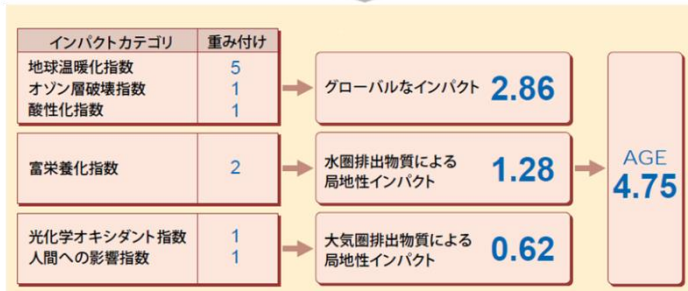 インパクトカテゴリ 重み付け
地球温暖化指数 5
オゾン層破壊指数 1
酸性化指数 1
グローバルなインパクト 2.86
富栄養化指数 2
水圏排出物質による
局地性インパクト 1.28
光化学オキシダント指数 1
人間への影響指数 1
大気圏排出物質による
局地性インパクト 0.62
AGE
4.75